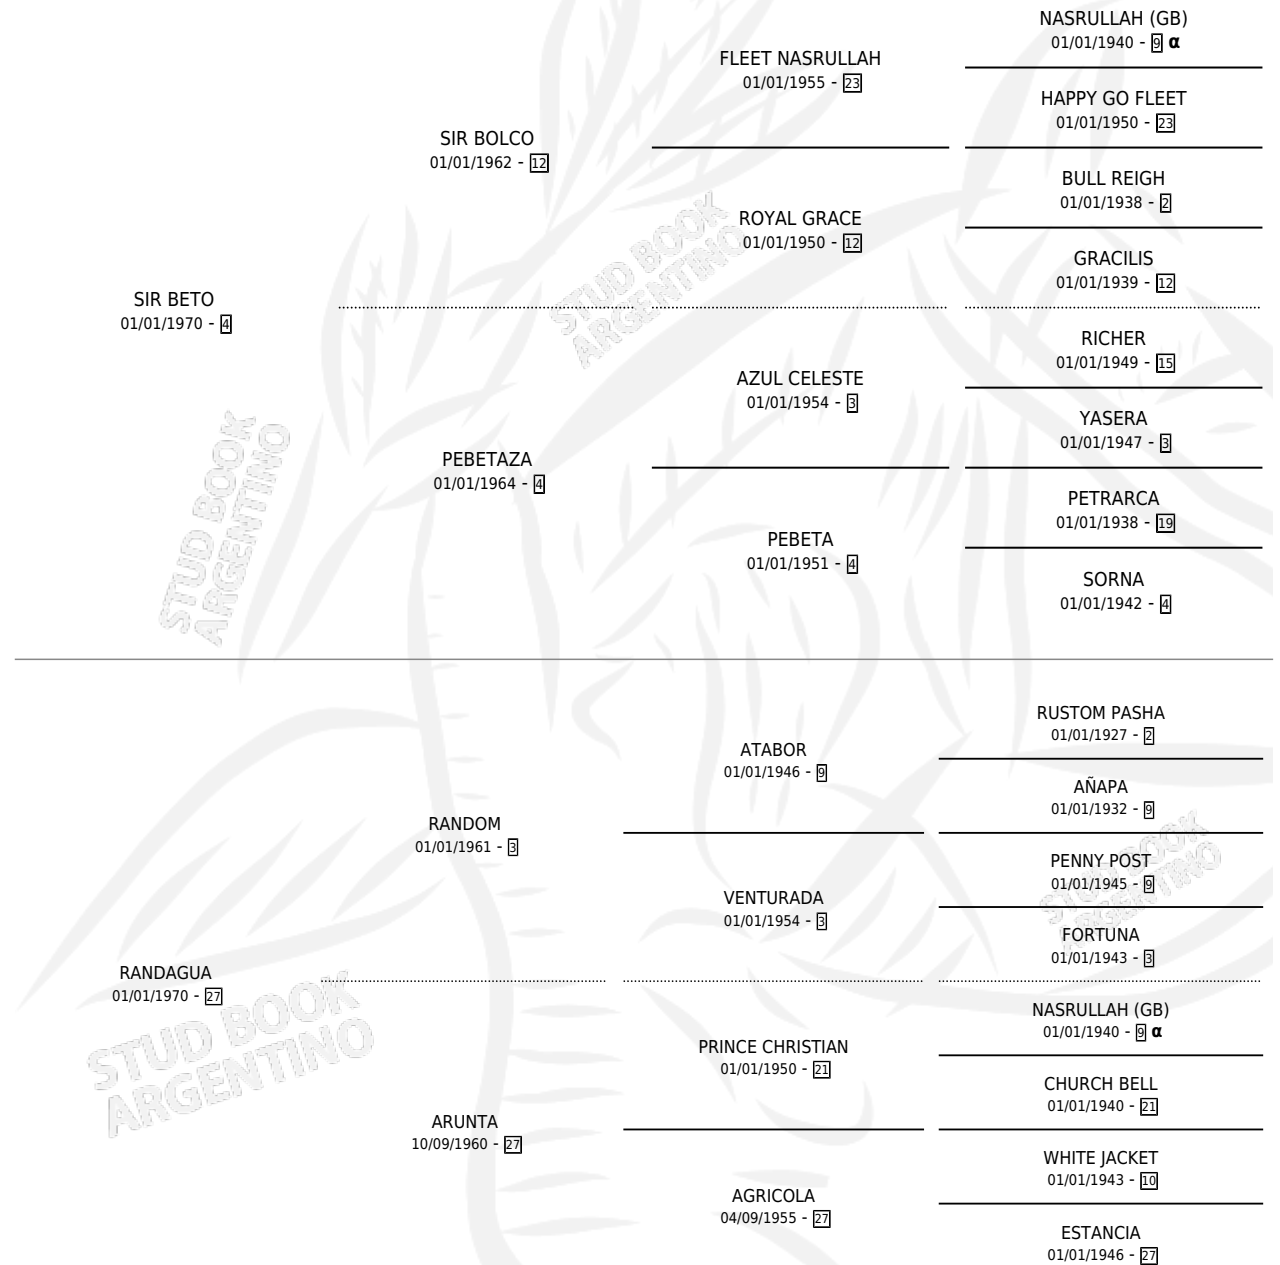 NASRULLAH (GB)
01/01/1940 - 9 α
FLEET NASRULLAH
01/01/1955 - 23
HAPPY GO FLEET
01/01/1950 - 23
SIR BOLCO
01/01/1962 - 12
BULL REIGH
01/01/1938 - 2
ROYAL GRACE
01/01/1950 - 12
GRACILIS
01/01/1939 - 12
SIR BETO
01/01/1970 - 4
RICHER
01/01/1949 - 15
AZUL CELESTE
01/01/1954 - 3
YASERA
01/01/1947 - 3
PEBETAZA
01/01/1964 - 4
PETRARCA
01/01/1938 - 19
PEBETA
01/01/1951 - 4
SORNA
01/01/1942 - 4
RUSTOM PASHA
01/01/1927 - 2
ATABOR
01/01/1946 - 9
AÑAPA
01/01/1932 - 9
RANDOM
01/01/1961 - 3
PENNY POST
01/01/1945 - 9
VENTURADA
01/01/1954 - 3
FORTUNA
01/01/1943 - 3
RANDAGUA
01/01/1970 - 27
NASRULLAH (GB)
01/01/1940 - 9 α
PRINCE CHRISTIAN
01/01/1950 - 21
CHURCH BELL
01/01/1940 - 21
ARUNTA
10/09/1960 - 27
WHITE JACKET
01/01/1943 - 10
AGRICOLA
04/09/1955 - 27
ESTANCIA
01/01/1946 - 27
STUD BOOK
ARGENTINO
STUD BOOK
ARGENTINO
STUD BOOK
ARGENTINO
STUD BOOK
ARGENTINO